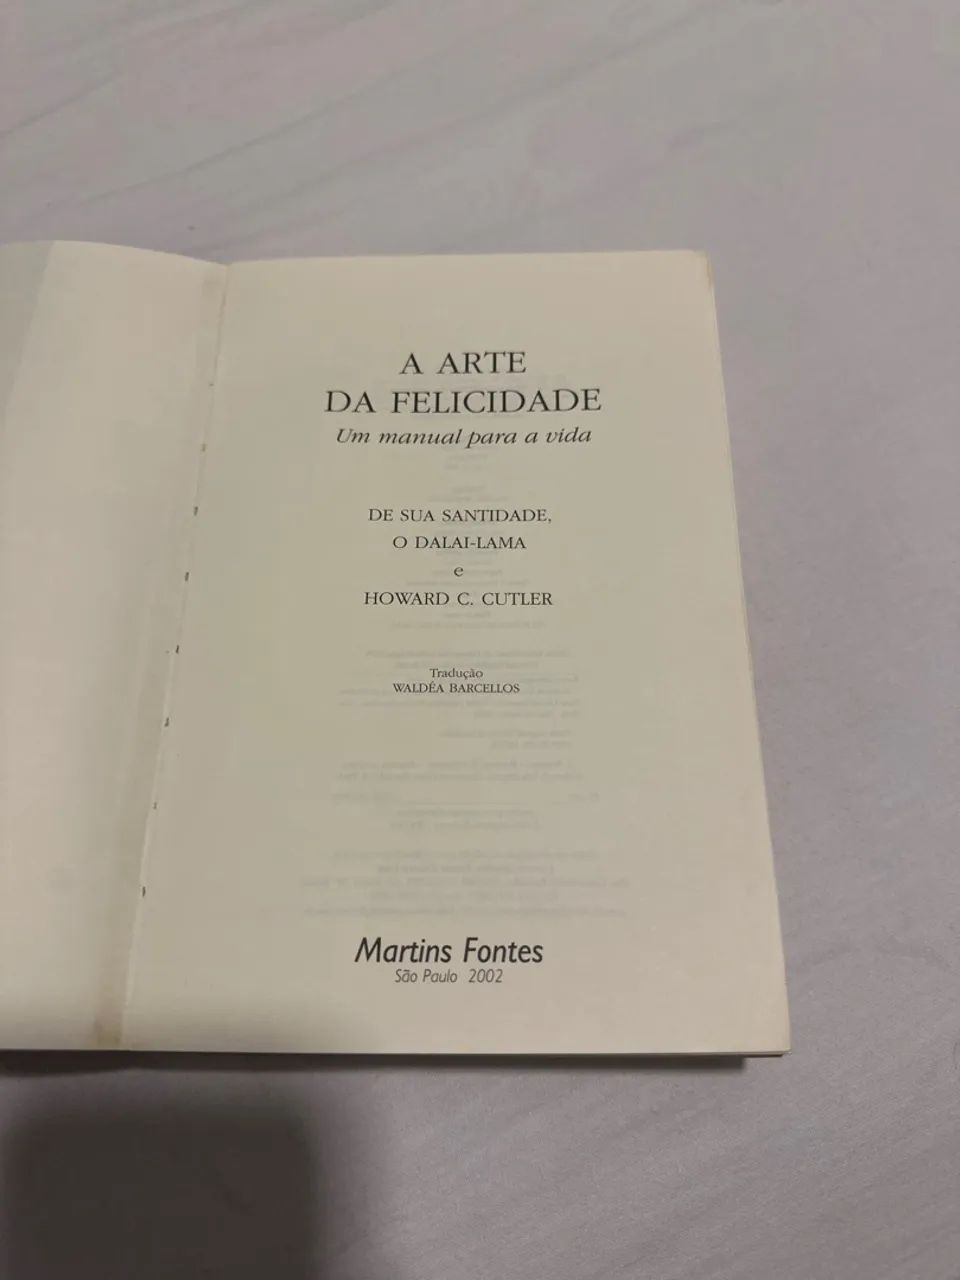 A ARTE
DA FELICIDADE
Um manual para a vida
DE SUA SANTIDADE,
O DALAI-LAMA
e
HOWARD C. CUTLER
Tradução
WALDÉA BARCELLOS
Martins Fontes
São Paulo 2002